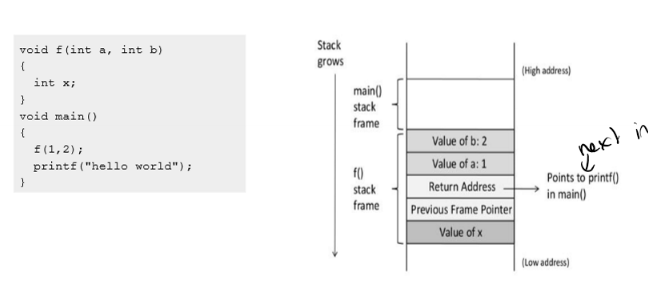 void f(int a, int b)
{
int x;
}
void main()
{
f(1,2);
printf("hello world");
}
Stack
grows
(High address)
main()
stack
frame
Value of b: 2
Value of a: 1
next in
f()
stack
frame
Return Address
Points to printf()
in main()
Previous Frame Pointer
Value of x
(Low address)